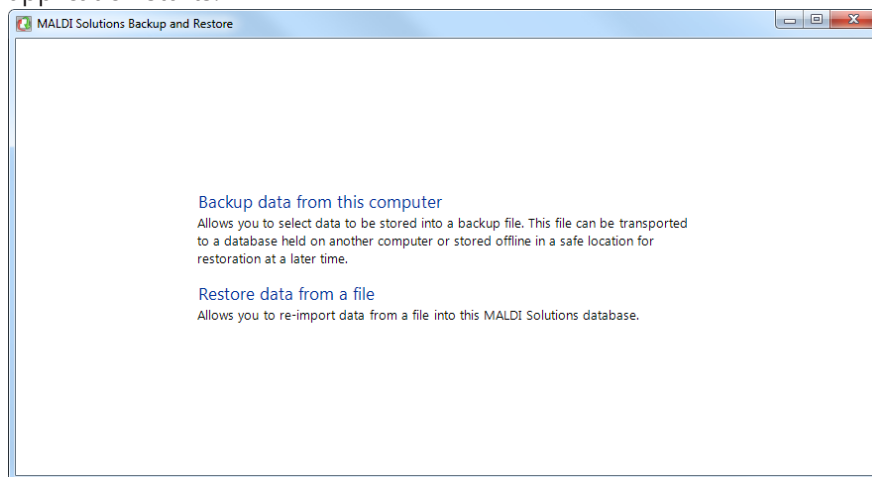 MALDI Solutions Backup and Restore
Backup data from this computer
Allows you to select data to be stored into a backup file. This file can be transported
to a database held on another computer or stored offline in a safe location for
restoration at a later time.
Restore data from a file
Allows you to re-import data from a file into this MALDI Solutions database.